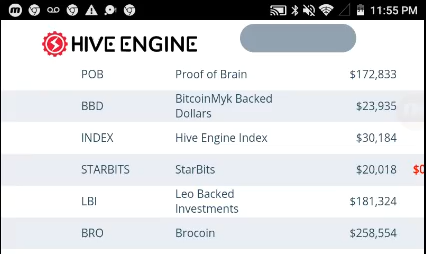 11:55 PM
HIVE ENGINE
POB Proof of Brain $172,833
BBD BitcoinMyk Backed Dollars $23,935
INDEX Hive Engine Index $30,184
STARBITS StarBits $20,018 $0
LBI Leo Backed Investments $181,324
BRO Brocoin $258,554